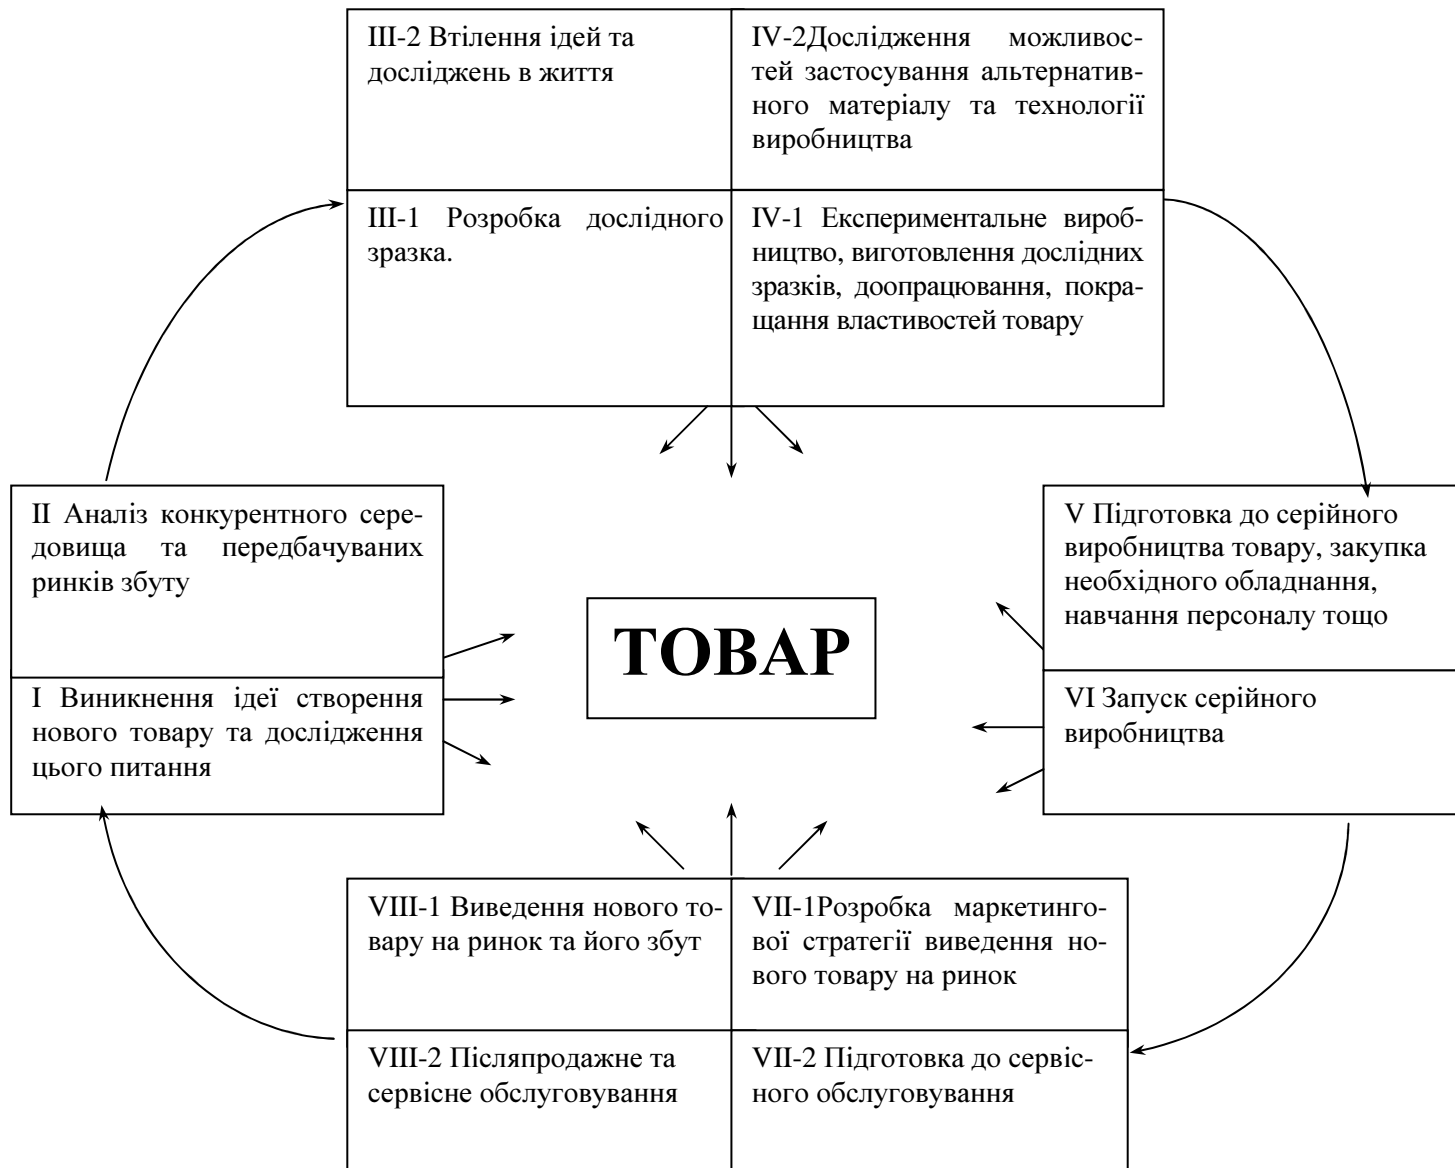 III-2 Втілення ідей та
досліджень в життя
IV-2Дослідження можливос-
тей застосування альтернатив-
ного матеріалу та технології
виробництва
III-1 Розробка дослідного
зразка.
IV-1 Експериментальне вироб-
ництво, виготовлення дослідних
зразків, доопрацювання, покра-
щання властивостей товару
II Аналіз конкурентного сере-
довища та передбачуваних
ринків збуту
I Виникнення ідеї створення
нового товару та дослідження
цього питання
ТОВАР
V Підготовка до серійного
виробництва товару, закупка
необхідного обладнання,
навчання персоналу тощо
VI Запуск серійного
виробництва
VIII-1 Виведення нового то-
вару на ринок та його збут
VII-1Розробка маркетинго-
вої стратегії виведення но-
вого товару на ринок
VIII-2 Післяпродажне та
сервісне обслуговування
VII-2 Підготовка до сервіс-
ного обслуговування